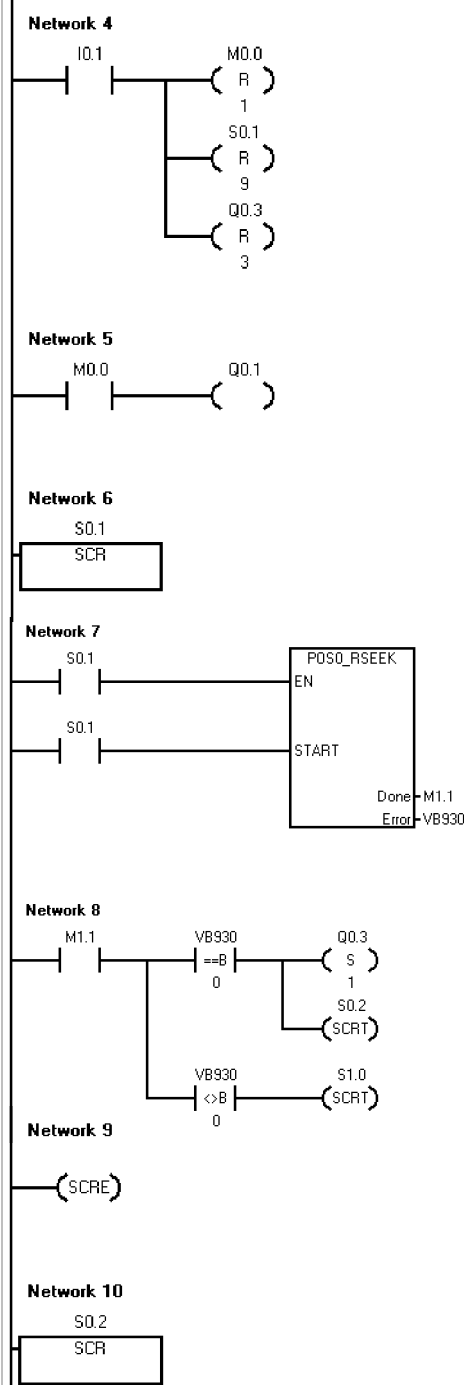 Network 4
I0.1
M0.0
R
1
S0.1
R
9
Q0.3
R
3
Network 5
M0.0
Q0.1
Network 6
S0.1
SCR
Network 7
S0.1
POS0_RSEEK
EN
S0.1
START
Done
M1.1
Error
VB930
Network 8
M1.1
VB930
==B
0
Q0.3
S
1
S0.2
SCRT
VB930
<>B
0
S1.0
SCRT
Network 9
SCRE
Network 10
S0.2
SCR